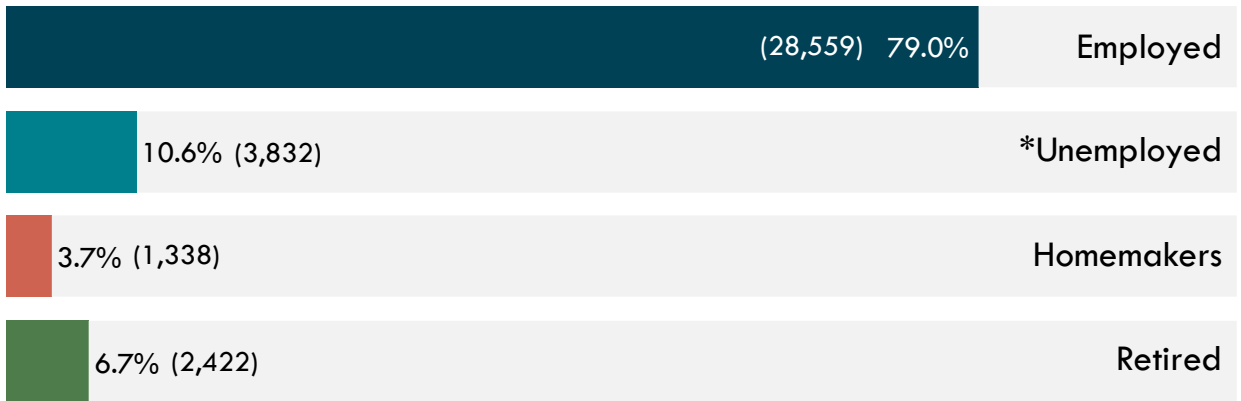 (28,559) 79.0% Employed
10.6% (3,832) *Unemployed
3.7% (1,338) Homemakers
6.7% (2,422) Retired